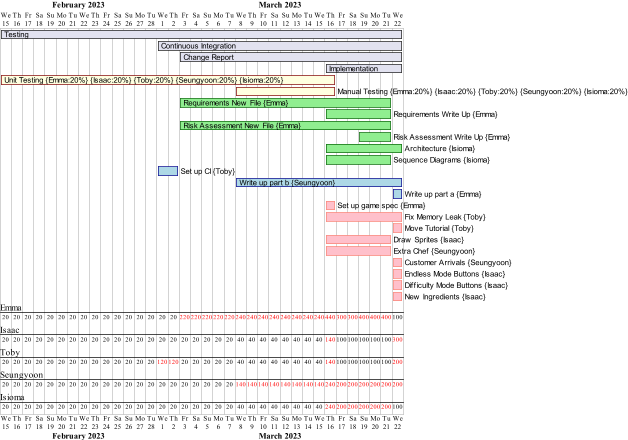 February 2023 March 2023
We Th Fr Sa Su Mo Tu We Th Fr Sa Su Mo Tu We Th Fr Sa Su Mo Tu We Th Fr Sa Su Mo Tu We Th Fr Sa Su Mo Tu We
15 16 17 18 19 20 21 22 23 24 25 26 27 28 1 2 3 4 5 6 7 8 9 10 11 12 13 14 15 16 17 18 19 20 21 22
Testing
Continuous Integration
Change Report
Implementation
Unit Testing {Emma:20%} {Isaac:20%} {Toby:20%} {Seungyoon:20%} {Isioma:20%}
Manual Testing {Emma:20%} {Isaac:20%} {Toby:20%} {Seungyoon:20%} {Isioma:20%}
Requirements New File {Emma}
Requirements Write Up {Emma}
Risk Assessment New File {Emma}
Risk Assessment Write Up {Emma}
Architecture {Isioma}
Sequence Diagrams {Isioma}
Set up CI {Toby}
Write up part b {Seungyoon}
Write up part a {Emma}
Set up game spec {Emma}
Fix Memory Leak {Toby}
Move Tutorial {Toby}
Draw Sprites {Isaac}
Extra Chef {Seungyoon}
Customer Arrivals {Seungyoon}
Endless Mode Buttons {Isaac}
Difficulty Mode Buttons {Isaac}
New Ingredients {Isaac}
Emma
20 20 20 20 20 20 20 20 20 20 20 20 20 20 20 20 220 220 220 220 220 240 240 240 240 240 240 240 240 440 300 300 400 400 400 100
Isaac
20 20 20 20 20 20 20 20 20 20 20 20 20 20 20 20 20 20 20 20 20 40 40 40 40 40 40 40 40 140 100 100 100 100 100 300
Toby
20 20 20 20 20 20 20 20 20 20 20 20 20 20 120 120 20 20 20 20 20 40 40 40 40 40 40 40 40 140 100 100 100 100 100 200
Seungyoon
20 20 20 20 20 20 20 20 20 20 20 20 20 20 20 20 20 20 20 20 20 140 140 140 140 140 140 140 140 240 200 200 200 200 200 200
Isioma
20 20 20 20 20 20 20 20 20 20 20 20 20 20 20 20 20 20 20 20 20 40 40 40 40 40 40 40 40 240 200 200 200 200 200 100
We Th Fr Sa Su Mo Tu We Th Fr Sa Su Mo Tu We Th Fr Sa Su Mo Tu We Th Fr Sa Su Mo Tu We Th Fr Sa Su Mo Tu We
15 16 17 18 19 20 21 22 23 24 25 26 27 28 1 2 3 4 5 6 7 8 9 10 11 12 13 14 15 16 17 18 19 20 21 22
February 2023 March 2023